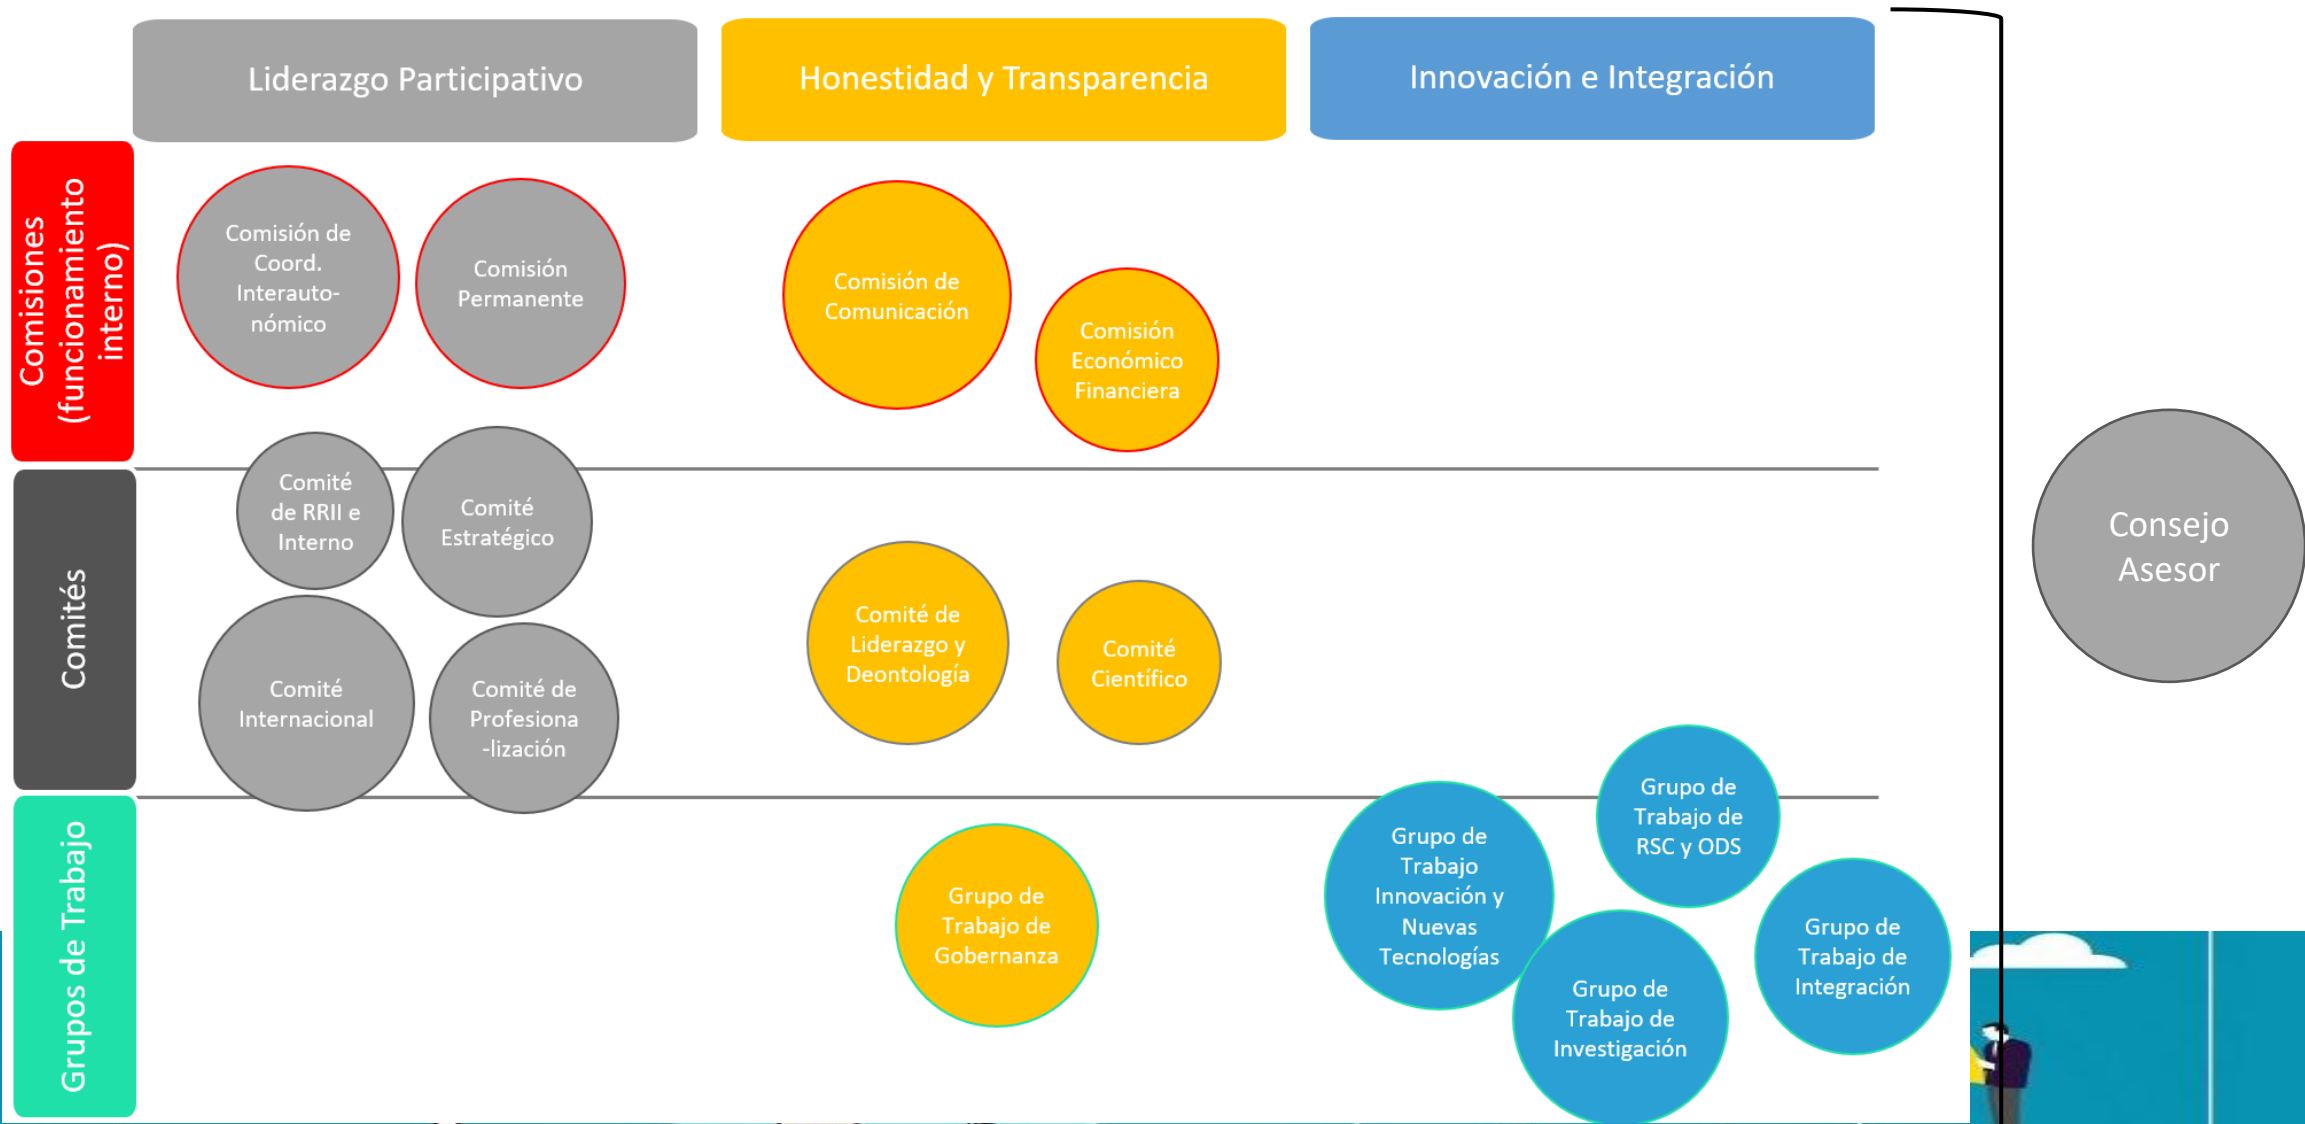 Liderazgo Participativo
Honestidad y Transparencia
Innovación e Integración
Comisiones
(funcionamiento
interno)
Comisión de
Coord.
Interauto-
nómico
Comisión
Permanente
Comisión de
Comunicación
Comisión
Económico
Financiera
Comités
Comité
de RRII e
Interno
Comité
Estratégico
Comité
Internacional
Comité de
Profesiona
-lización
Comité de
Liderazgo y
Deontología
Comité
Científico
Grupos de Trabajo
Grupo de
Trabajo de
Gobernanza
Grupo de
Trabajo
Innovación y
Nuevas
Tecnologías
Grupo de
Trabajo de
RSC y ODS
Grupo de
Trabajo de
Investigación
Grupo de
Trabajo de
Integración
Consejo
Asesor